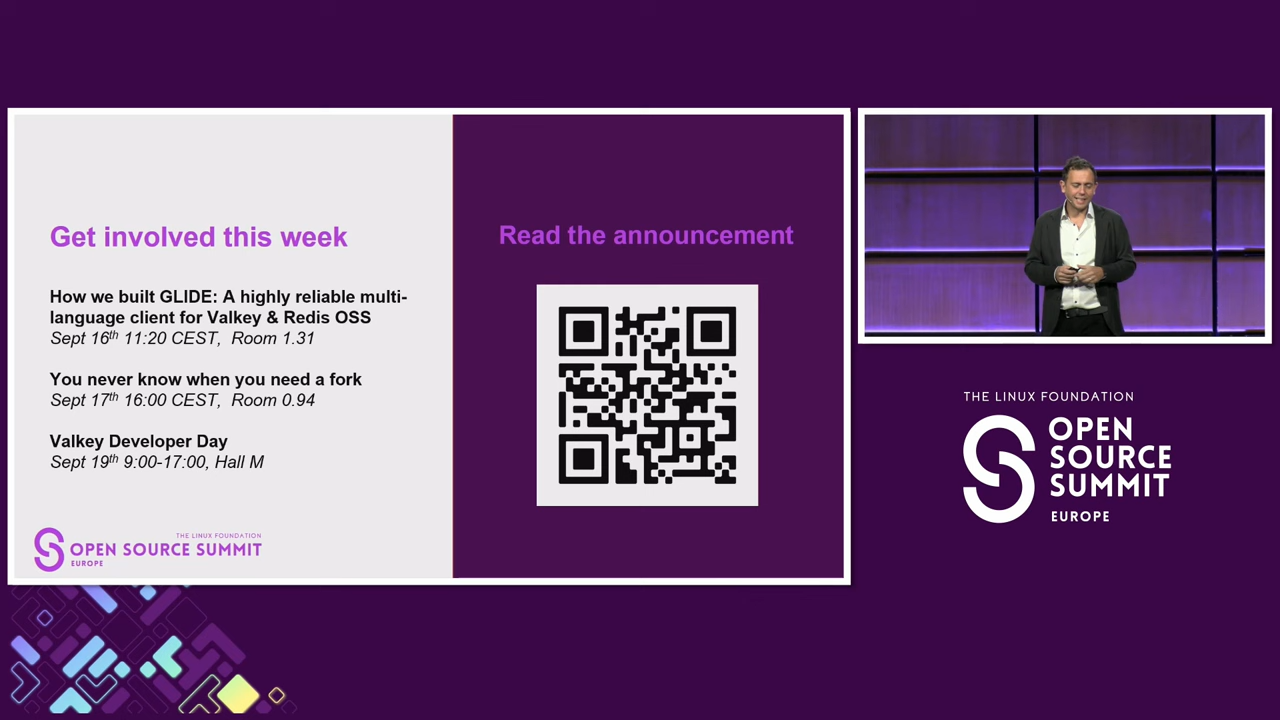 Get involved this week
How we built GLIDE: A highly reliable multi-
language client for Valkey & Redis OSS
Sept 16th 11:20 CEST, Room 1.31
You never know when you need a fork
Sept 17th 16:00 CEST, Room 0.94
Valkey Developer Day
Sept 19th 9:00-17:00, Hall M
THE LINUX FOUNDATION
OPEN SOURCE SUMMIT
EUROPE
Read the announcement
THE LINUX FOUNDATION
OPEN
SOURCE
SUMMIT
EUROPE